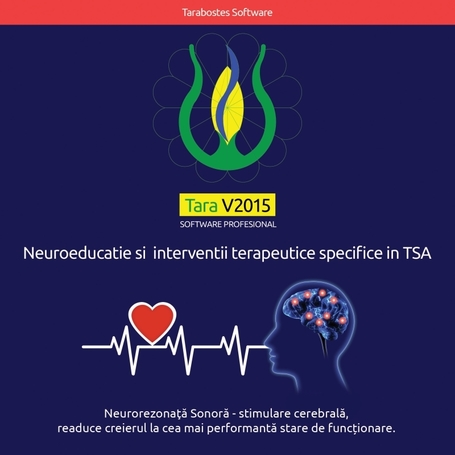 Tarabostes Software
Tara V2015
SOFTWARE PROFESIONAL
Neuroeducatie si interventii terapeutice specifice in TSA
Neurorezonaţă Sonoră - stimulare cerebrală,
readuce creierul la cea mai performantă stare de funcționare.